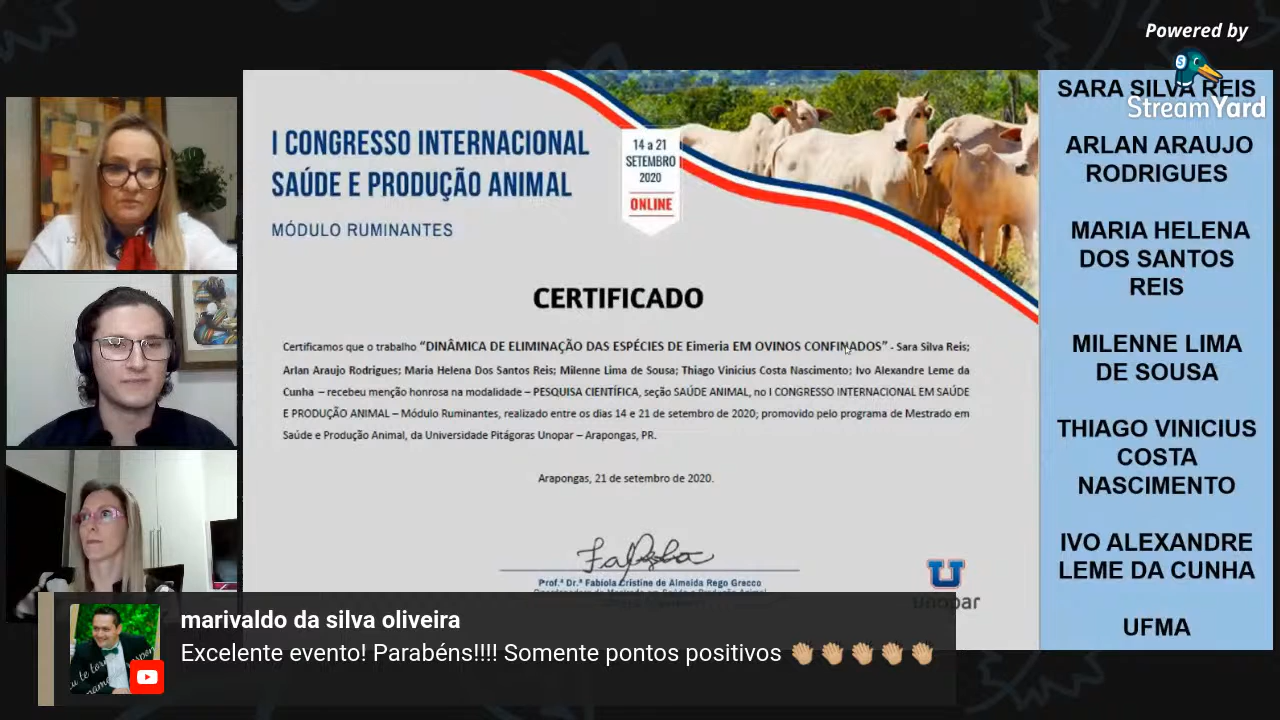 Powered by
StreamYard
I CONGRESSO INTERNACIONAL
SAÚDE E PRODUÇÃO ANIMAL
MÓDULO RUMINANTES
14 a 21
SETEMBRO
2020
ONLINE
CERTIFICADO
Certificamos que o trabalho “DINÂMICA DE ELIMINAÇÃO DAS ESPÉCIES DE Eimeria EM OVINOS CONFINADOS” - Sara Silva Reis;
Arlan Araujo Rodrigues; Maria Helena Dos Santos Reis; Milenne Lima de Sousa; Thiago Vinicius Costa Nascimento; Ivo Alexandre Leme da
Cunha – recebeu menção honrosa na modalidade – PESQUISA CIENTÍFICA, seção SAÚDE ANIMAL, no I CONGRESSO INTERNACIONAL EM SAÚDE
E PRODUÇÃO ANIMAL – Módulo Ruminantes, realizado entre os dias 14 e 21 de setembro de 2020; promovido pelo programa de Mestrado em
Saúde e Produção Animal, da Universidade Pitágoras Unopar – Arapongas, PR.
Arapongas, 21 de setembro de 2020.
Prof.ª Dr.ª Fabíola Cristine de Almeida Rego Grecco
unopar
SARA SILVA REIS
ARLAN ARAUJO
RODRIGUES
MARIA HELENA
DOS SANTOS
REIS
MILENNE LIMA
DE SOUSA
THIAGO VINICIUS
COSTA
NASCIMENTO
IVO ALEXANDRE
LEME DA CUNHA
UFMA
marivaldo da silva oliveira
Excelente evento! Parabéns!!!! Somente pontos positivos 👏🏼👏🏼👏🏼👏🏼👏🏼